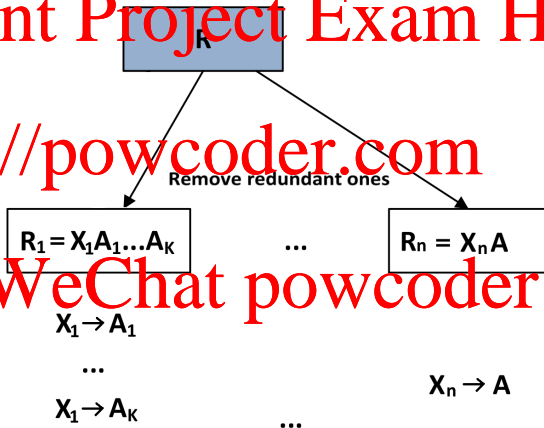 nt Project Exam H
R
//powcoder.com
Remove redundant ones
R₁ = X₁A₁...Aₖ ... Rₙ = XₙA
WeChat powcoder
X₁ → A₁
...
Xₙ → A
X₁ → Aₖ
...